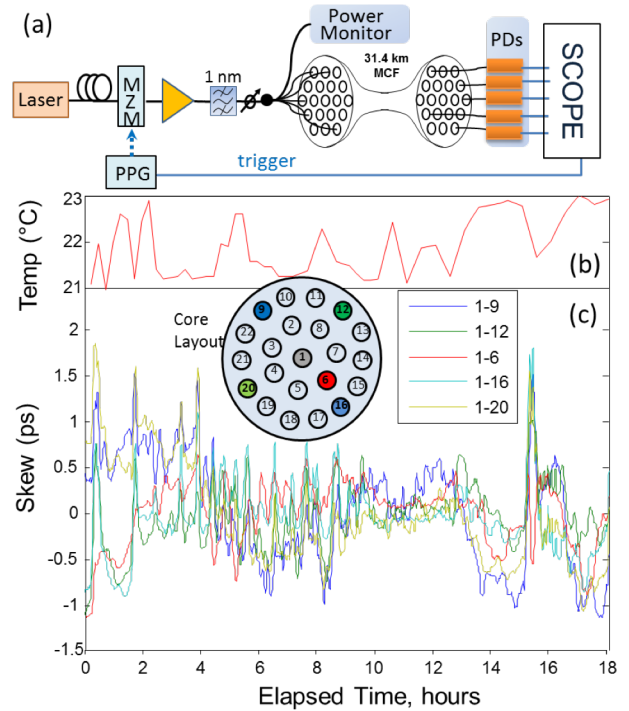 (a)
Power
Monitor
31.4 km
MCF
PDs
SCOPE
1 nm
Laser
MZM
PPG
trigger
Temp (°C)
23
22
21
(b)
(c)
Core
Layout
10
11
9
12
2
8
13
22
3
7
14
21
1
4
6
15
20
5
19
16
18
17
1-9
1-12
1-6
1-16
1-20
Skew (ps)
2
1.5
1
0.5
0
-0.5
-1
-1.5
0 2 4 6 8 10 12 14 16 18
Elapsed Time, hours